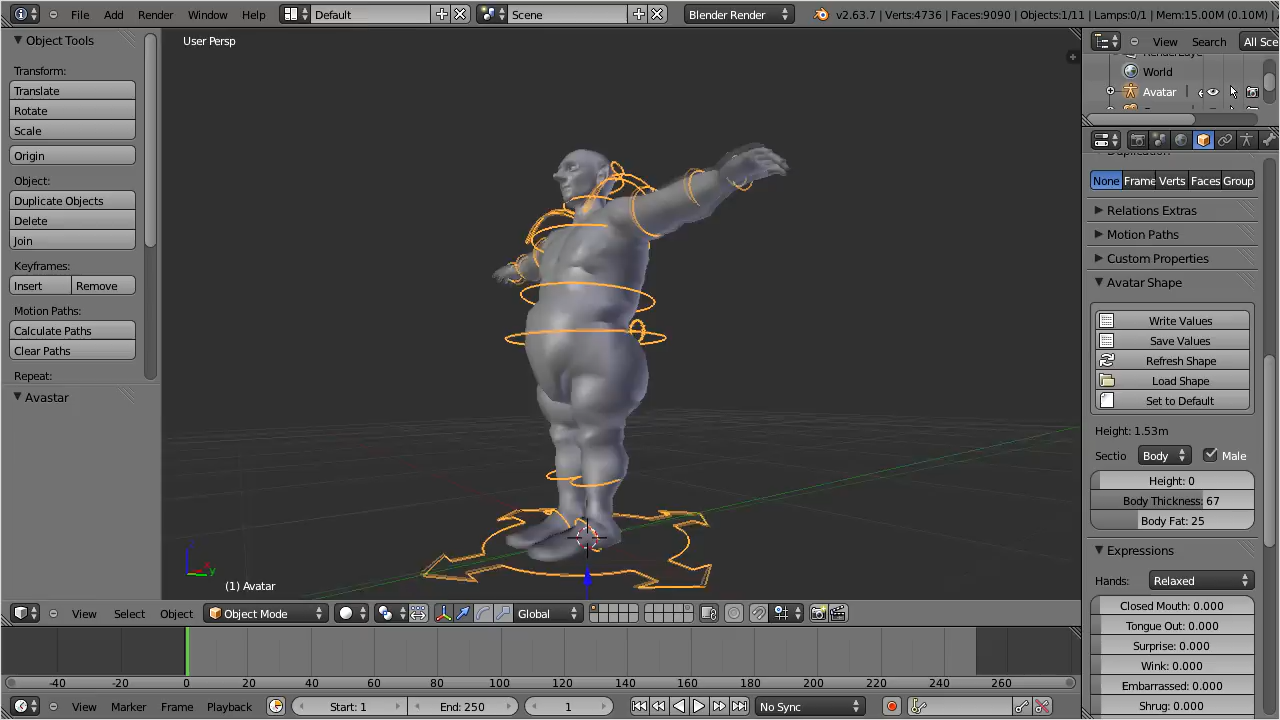 File Add Render Window Help Default Scene Blender Render v2.63.7 | Verts:4736 | Faces:9090 | Objects:1/11 | Lamps:0/1 | Mem:15.00M (0.10M) |
Object Tools
Transform:
Translate
Rotate
Scale
Origin
Object:
Duplicate Objects
Delete
Join
Keyframes:
Insert Remove
Motion Paths:
Calculate Paths
Clear Paths
Repeat:
Avastar
User Persp
(1) Avatar
View Search All Sce
World
Avatar
None Frame Verts Faces Group
Relations Extras
Motion Paths
Custom Properties
Avatar Shape
Write Values
Save Values
Refresh Shape
Load Shape
Set to Default
Height: 1.53m
Sectio Body Male
Height: 0
Body Thickness: 67
Body Fat: 25
Expressions
Hands: Relaxed
Closed Mouth: 0.000
Tongue Out: 0.000
Surprise: 0.000
Wink: 0.000
Embarrassed: 0.000
Shrug: 0.000
View Select Object Object Mode Global
-40 -20 0 20 40 60 80 100 120 140 160 180 200 220 240 260
View Marker Frame Playback Start: 1 End: 250 1 No Sync